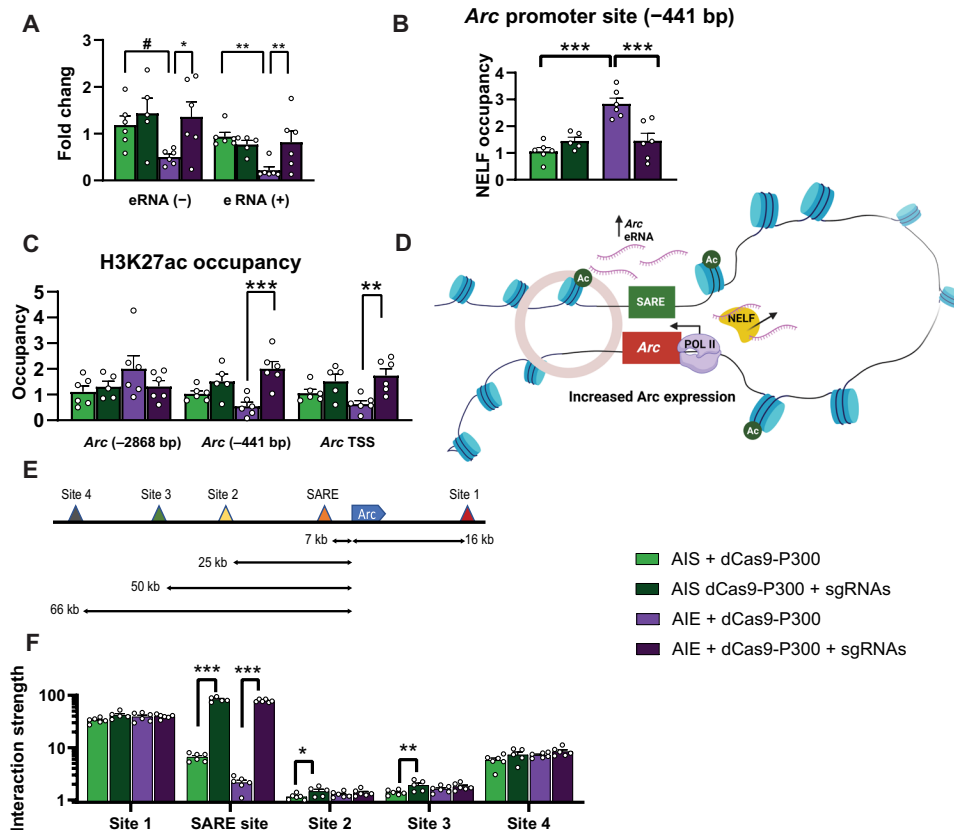 Arc promoter site (−441 bp)
A
B
3
2
1
0
Fold chang
#
*
**
**
eRNA (−)
e RNA (+)
5
4
3
2
1
0
NELF occupancy
***
***
C
H3K27ac occupancy
5
4
3
2
1
0
Occupancy
***
**
Arc (−2868 bp)
Arc (−441 bp)
Arc TSS
D
Arc
eRNA
Ac
Ac
SARE
NELF
Arc
POL II
Increased Arc expression
Ac
E
Site 4
Site 3
Site 2
SARE
Arc
Site 1
7 kb
16 kb
25 kb
50 kb
66 kb
AIS + dCas9-P300
AIS dCas9-P300 + sgRNAs
AIE + dCas9-P300
AIE + dCas9-P300 + sgRNAs
F
Interaction strength
100
10
1
***
***
*
**
Site 1
SARE site
Site 2
Site 3
Site 4